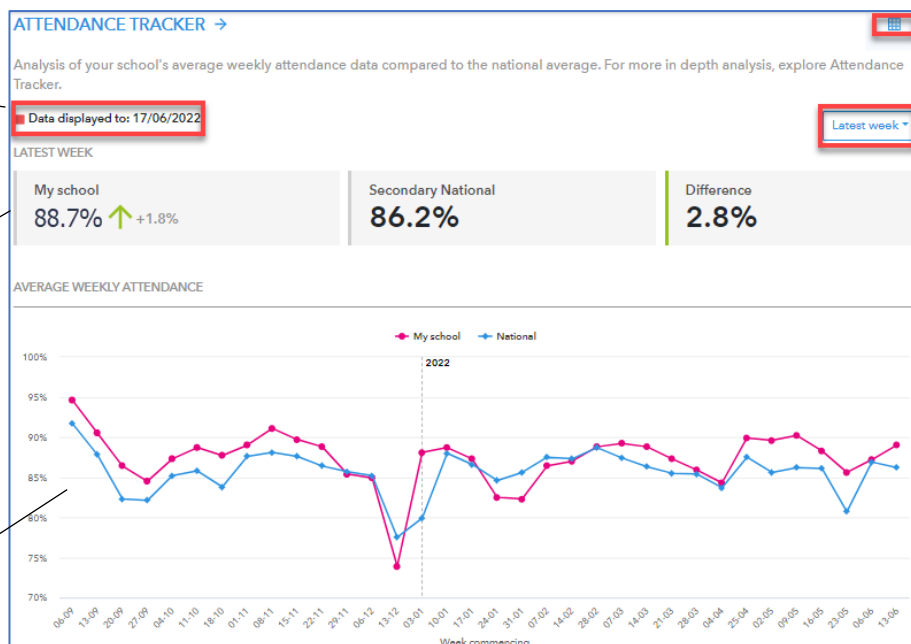 ATTENDANCE TRACKER →
Analysis of your school's average weekly attendance data compared to the national average. For more in depth analysis, explore Attendance
Tracker.
Data displayed to: 17/06/2022
Latest week
LATEST WEEK
My school
88.7% ↑ +1.8%
Secondary National
86.2%
Difference
2.8%
AVERAGE WEEKLY ATTENDANCE
My school National
2022
100%
95%
90%
85%
80%
75%
70%
06-09 13-09 20-09 27-09 04-10 11-10 18-10 01-11 08-11 15-11 22-11 29-11 06-12 13-12 03-01 10-01 17-01 24-01 31-01 07-02 14-02 28-02 07-03 14-03 21-03 28-03 04-04 25-04 02-05 09-05 16-05 23-05 06-06 13-06
Week commencing